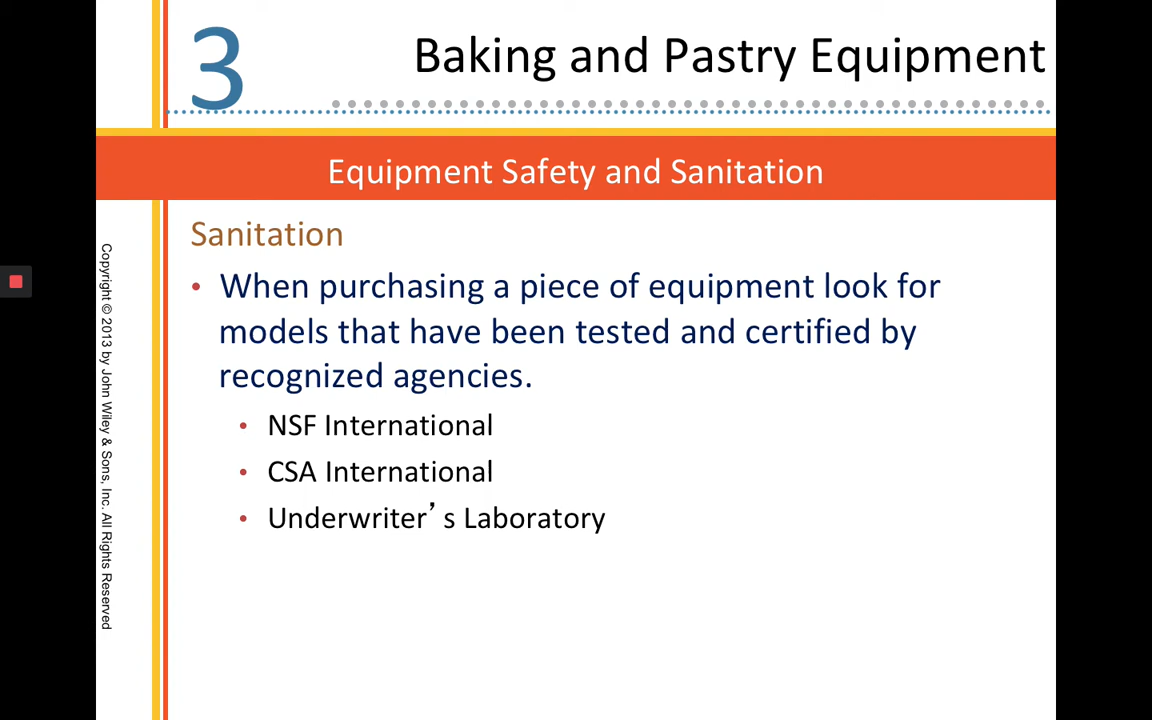 3
Baking and Pastry Equipment
Equipment Safety and Sanitation
Sanitation
• When purchasing a piece of equipment look for
models that have been tested and certified by
recognized agencies.
• NSF International
• CSA International
• Underwriter’s Laboratory
Copyright © 2013 by John Wiley & Sons, Inc. All Rights Reserved